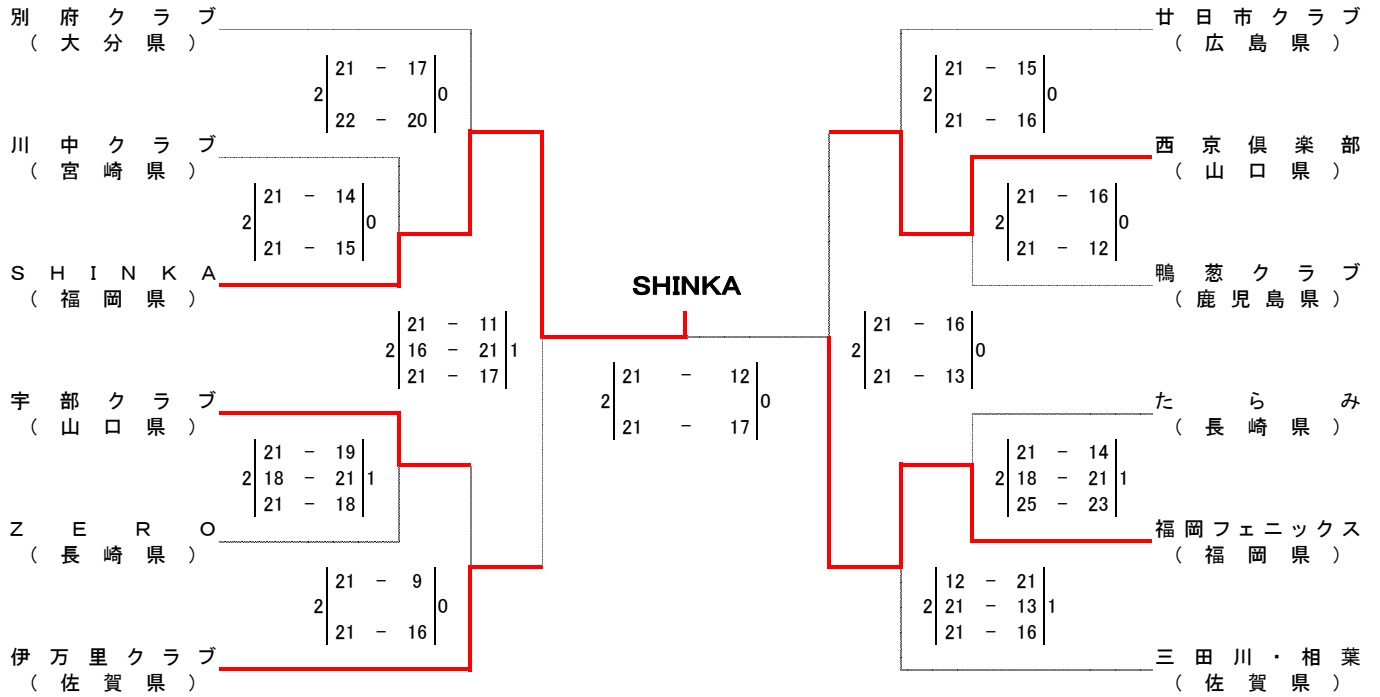 別府クラブ
(大分県)
2 21 - 17 0
22 - 20
川中クラブ
(宮崎県)
2 21 - 14 0
21 - 15
SHINKA
(福岡県)
2 21 - 11 1
16 - 21
21 - 17
宇部クラブ
(山口県)
2 21 - 19 1
18 - 21
21 - 18
ZERO
(長崎県)
2 21 - 9 0
21 - 16
伊万里クラブ
(佐賀県)
SHINKA
2 21 - 12 0
21 - 17
廿日市クラブ
(広島県)
2 21 - 15 0
21 - 16
西京倶楽部
(山口県)
2 21 - 16 0
21 - 12
鴨葱クラブ
(鹿児島県)
2 21 - 16 0
21 - 13
たらみ
(長崎県)
2 21 - 14 1
18 - 21
25 - 23
福岡フェニックス
(福岡県)
2 12 - 21 1
21 - 13
21 - 16
三田川・相葉
(佐賀県)